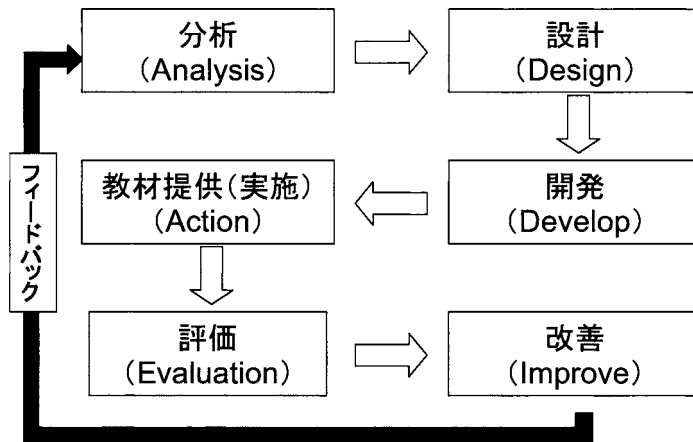 分析
(Analysis)
設計
(Design)
開発
(Develop)
教材提供(実施)
(Action)
評価
(Evaluation)
改善
(Improve)
フィードバック